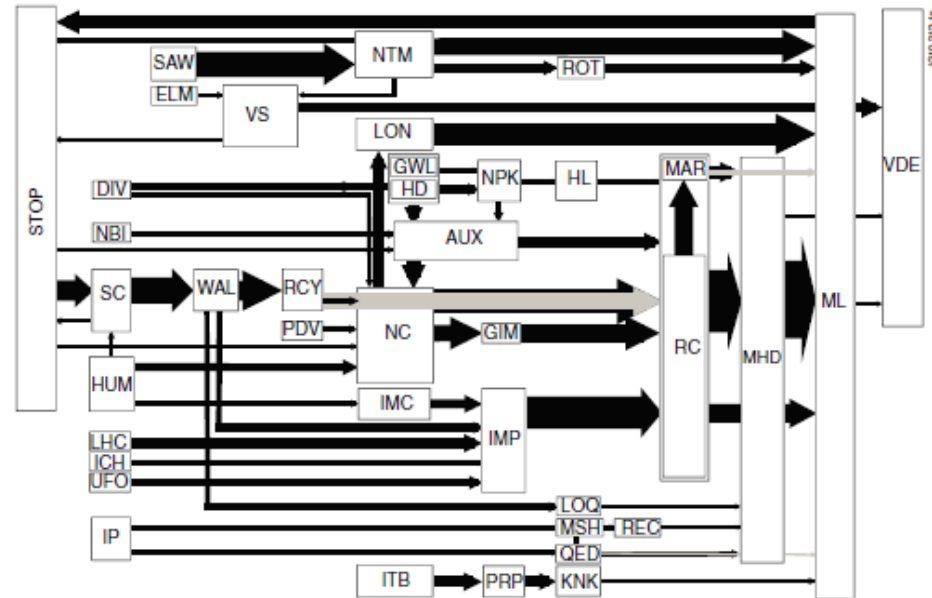 STOP
SAW
NTM
ROT
ELM
VS
LON
ML
VDE
GWL
HD
NPK
HL
MAR
DIV
NBI
AUX
SC
WAL
RCY
PDV
NC
GIM
RC
MHD
HUM
IMC
IMP
LHC
ICH
UFO
LOQ
IP
MSH
REC
QED
ITB
PRP
KNK